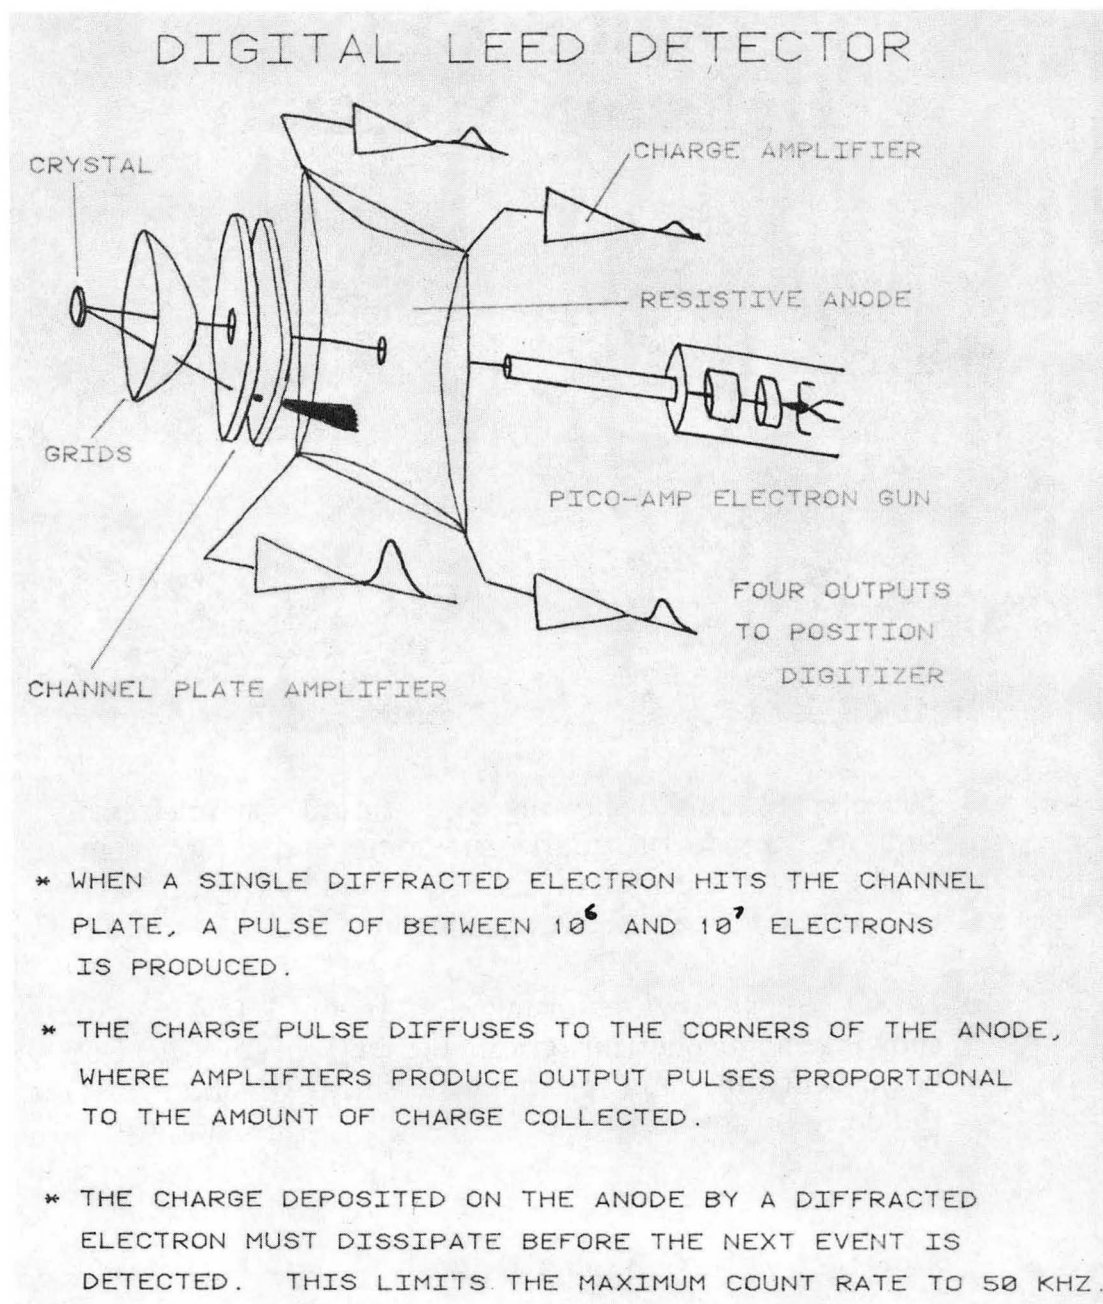 DIGITAL LEED DETECTOR
CRYSTAL
CHARGE AMPLIFIER
RESISTIVE ANODE
GRIDS
PICO-AMP ELECTRON GUN
FOUR OUTPUTS
TO POSITION
DIGITIZER
CHANNEL PLATE AMPLIFIER
* WHEN A SINGLE DIFFRACTED ELECTRON HITS THE CHANNEL
PLATE, A PULSE OF BETWEEN 10⁶ AND 10⁷ ELECTRONS
IS PRODUCED.
* THE CHARGE PULSE DIFFUSES TO THE CORNERS OF THE ANODE,
WHERE AMPLIFIERS PRODUCE OUTPUT PULSES PROPORTIONAL
TO THE AMOUNT OF CHARGE COLLECTED.
* THE CHARGE DEPOSITED ON THE ANODE BY A DIFFRACTED
ELECTRON MUST DISSIPATE BEFORE THE NEXT EVENT IS
DETECTED. THIS LIMITS THE MAXIMUM COUNT RATE TO 50 KHZ.